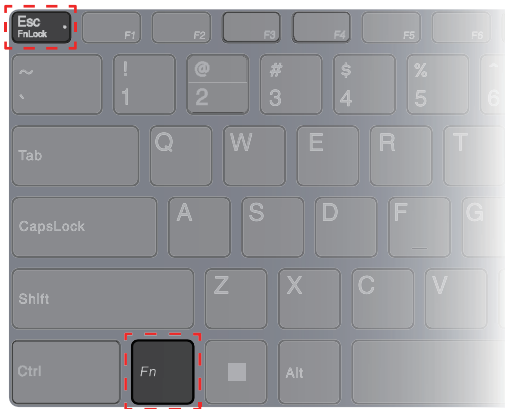 Esc
FnLock
F1
F2
F3
F4
F5
F6
~
`
!
1
@
2
#
3
$
4
%
5
^
6
Tab
Q
W
E
R
T
CapsLock
A
S
D
F
G
Shift
Z
X
C
V
Ctrl
Fn
Alt